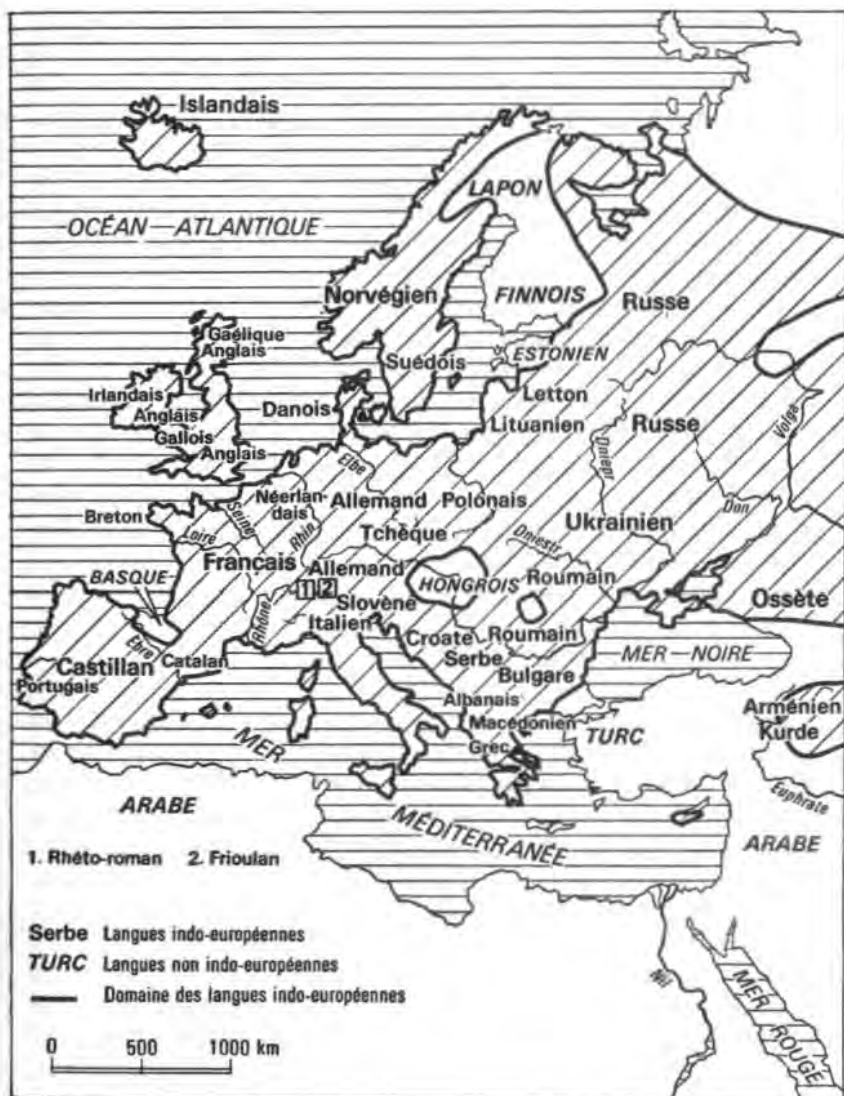 Islandais
LAPON
OCÉAN—ATLANTIQUE
FINNOIS
Norvégien
Russe
Gaélique
Anglais
ESTONIEN
Suédois
Irlandais
Danois
Letton
Anglais
Lituanien
Russe
Gallois
Volga
Anglais
Dniepr
Elbe
Néerlan-
dais
Allemand
Polonais
Don
Breton
Seine
Ukrainien
Loire
Rhin
Tchèque
Dniestr
Français
Allemand
BASQUE
1
2
HONGROIS
Roumain
Slovène
Ossète
Rhône
Italien
Ebre
Croate
Roumain
Castillan
Catalan
Serbe
MER—NOIRE
Portugais
Bulgare
Albanais
Arménien
Macédonien
Kurde
MER
TURC
Grec
Euphrate
ARABE
MÉDITERRANÉE
ARABE
1. Rhéto-roman 2. Frioulan
Serbe Langues indo-européennes
TURC Langues non indo-européennes
Domaine des langues indo-européennes
Nil
MER ROUGE
0 500 1000 km